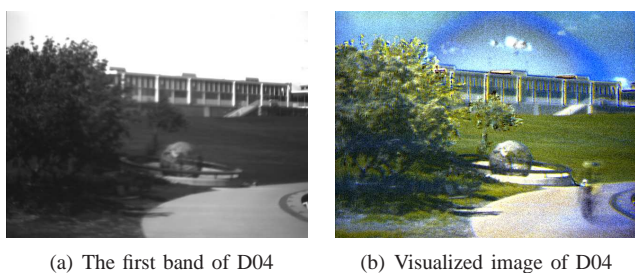 (a) The first band of D04
(b) Visualized image of D04